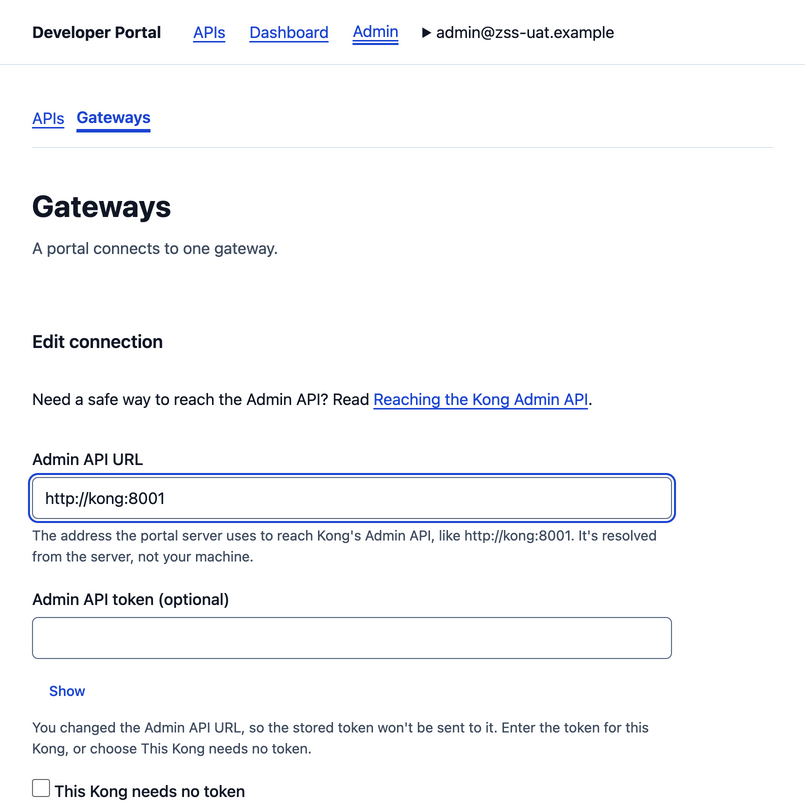 Developer Portal APIs Dashboard Admin ▶ admin@zss-uat.example
APIs Gateways
Gateways
A portal connects to one gateway.
Edit connection
Need a safe way to reach the Admin API? Read Reaching the Kong Admin API.
Admin API URL
http://kong:8001
The address the portal server uses to reach Kong's Admin API, like http://kong:8001. It's resolved
from the server, not your machine.
Admin API token (optional)
Show
You changed the Admin API URL, so the stored token won't be sent to it. Enter the token for this
Kong, or choose This Kong needs no token.
This Kong needs no token